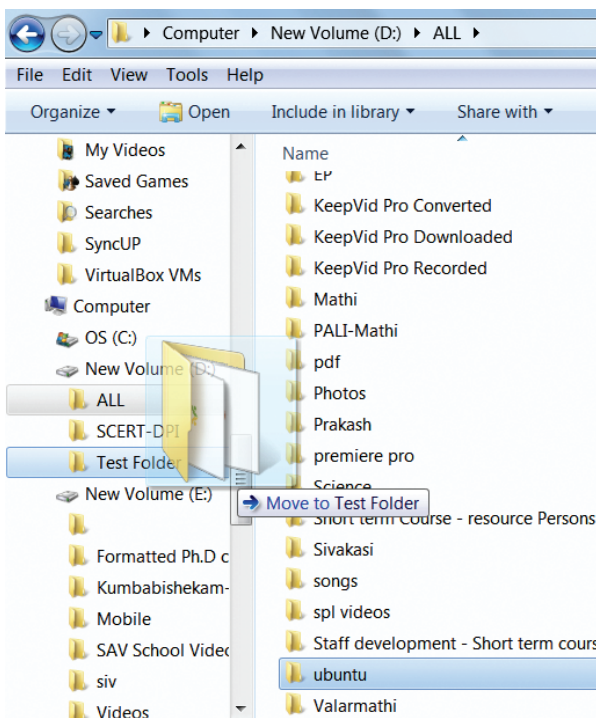 Computer ▸ New Volume (D:) ▸ ALL ▸
File Edit View Tools Help
Organize Open Include in library Share with
My Videos
Saved Games
Searches
SyncUP
VirtualBox VMs
Computer
OS (C:)
New Volume (D:)
ALL
SCERT-DPI
Test Folder
New Volume (E:)
Formatted Ph.D c
Kumbabishekam-
Mobile
SAV School Videc
siv
Videos
Name
EP
KeepVid Pro Converted
KeepVid Pro Downloaded
KeepVid Pro Recorded
Mathi
PALI-Mathi
pdf
Photos
Prakash
premiere pro
Science
Move to Test Folder
Short term Course - resource Persons
Sivakasi
songs
spl videos
Staff development - Short term cours
ubuntu
Valarmathi